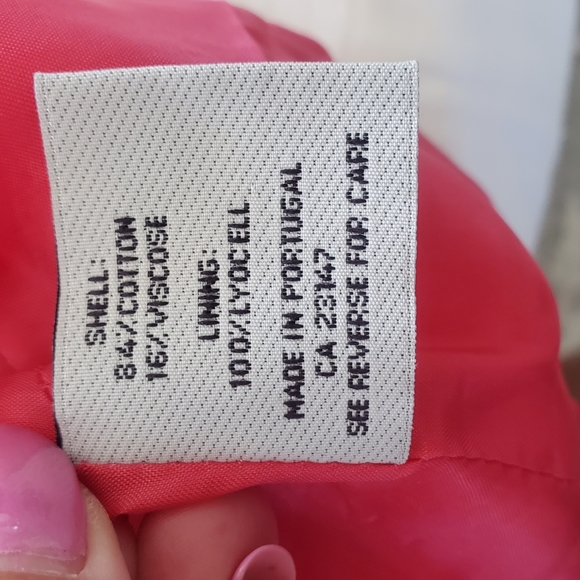 SHELL:
84% COTTON
16% VISCOSE
LINING:
100% LYOCELL
MADE IN PORTUGAL
CA 23147
SEE REVERSE FOR CARE